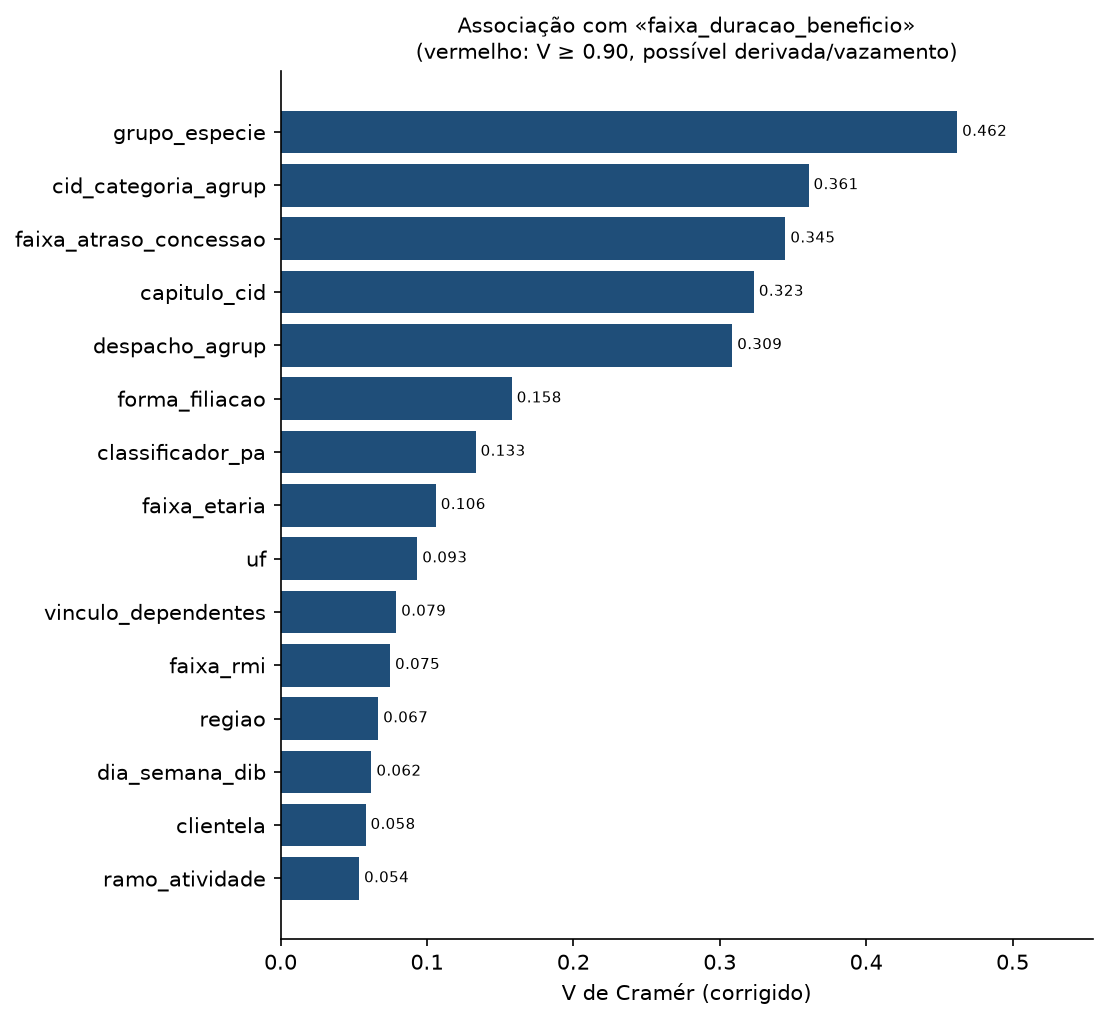 Associação com «faixa_duracao_beneficio»
(vermelho: V ≥ 0.90, possível derivada/vazamento)
grupo_especie 0.462
cid_categoria_agrup 0.361
faixa_atraso_concessao 0.345
capitulo_cid 0.323
despacho_agrup 0.309
forma_filiacao 0.158
classificador_pa 0.133
faixa_etaria 0.106
uf 0.093
vinculo_dependentes 0.079
faixa_rmi 0.075
regiao 0.067
dia_semana_dib 0.062
clientela 0.058
ramo_atividade 0.054
0.0 0.1 0.2 0.3 0.4 0.5
V de Cramér (corrigido)